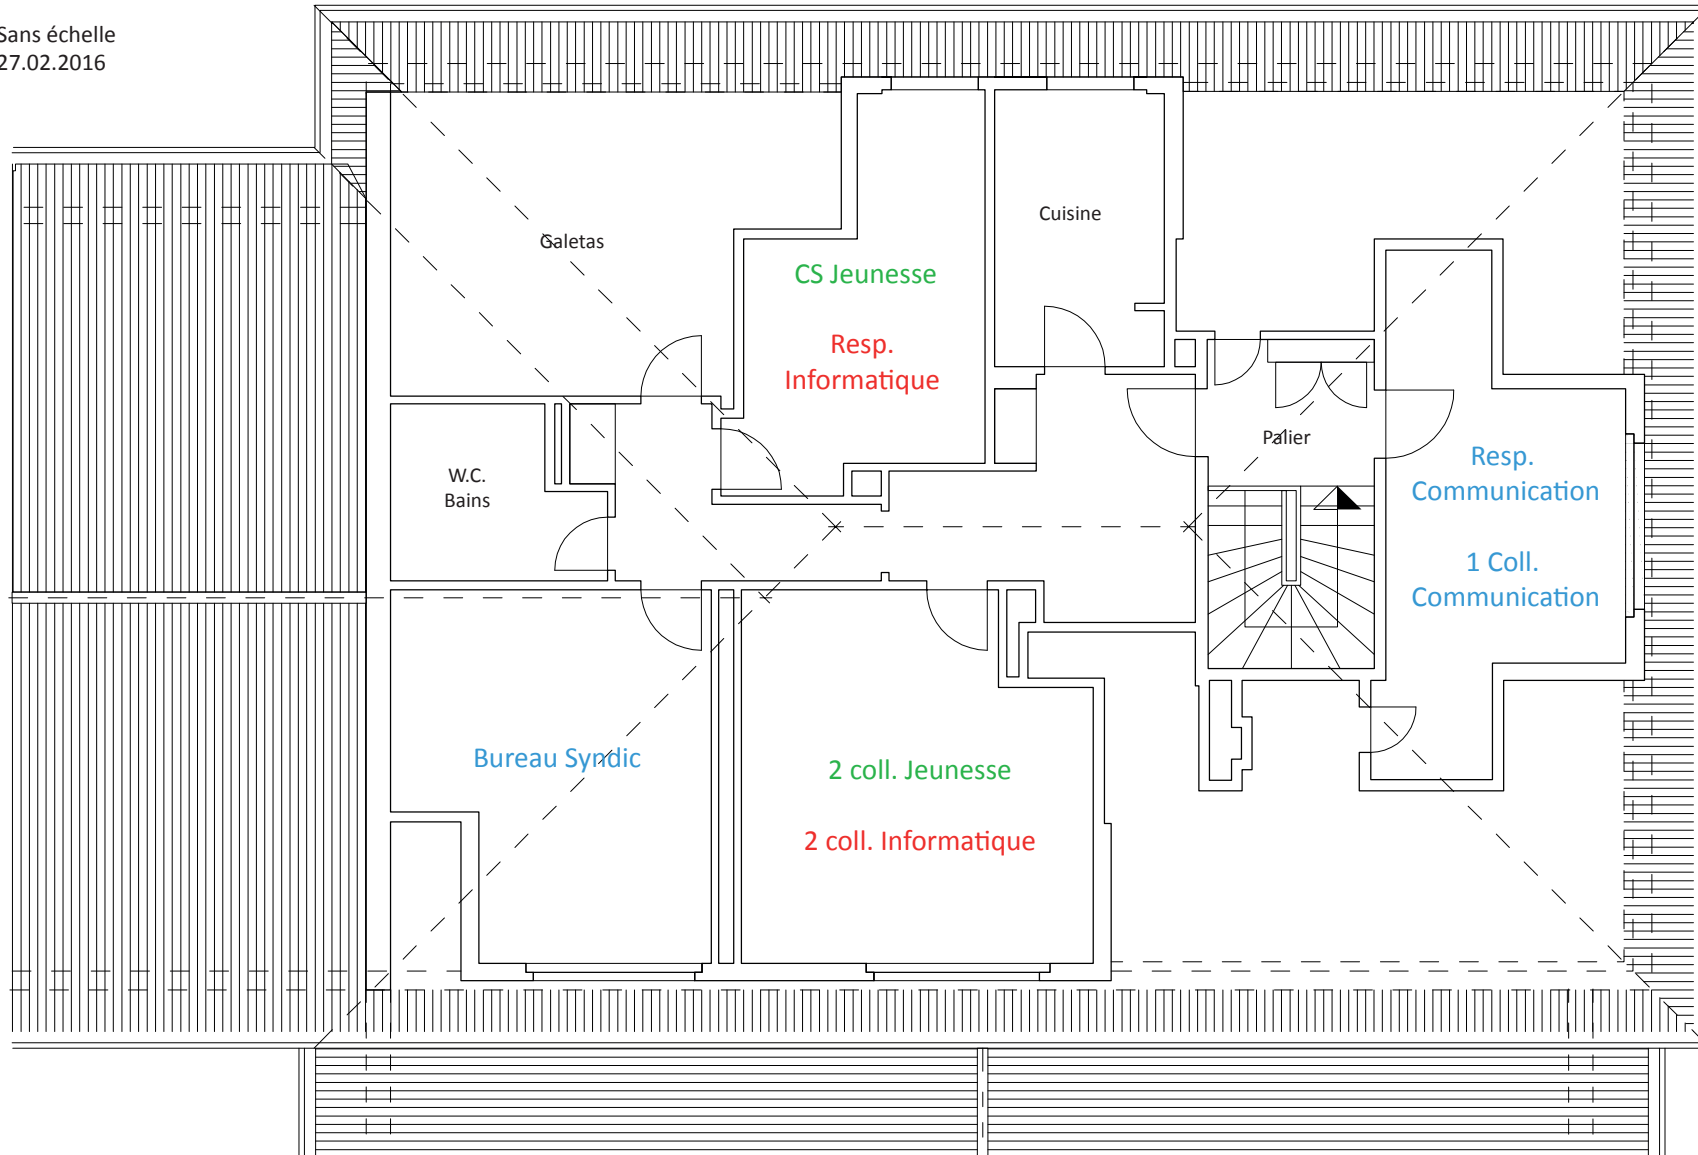 Sans échelle
27.02.2016
Cuisine
Galetas
CS Jeunesse
Resp.
Informatique
Palier
W.C.
Bains
Resp.
Communication
1 Coll.
Communication
Bureau Syndic
2 coll. Jeunesse
2 coll. Informatique